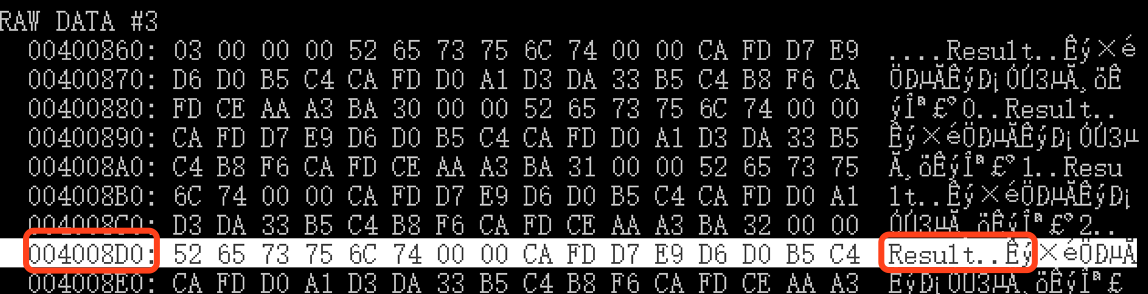 RAW DATA #3
00400860: 03 00 00 00 52 65 73 75 6C 74 00 00 CA FD D7 E9 ....Result..Êý×é
00400870: D6 D0 B5 C4 CA FD D0 A1 D3 DA 33 B5 C4 B8 F6 CA ÖÐµÄÊýÐ¡ÓÚ3µÄ¸öÊ
00400880: FD CE AA A3 BA 30 00 00 52 65 73 75 6C 74 00 00 ýÎª£º0..Result..
00400890: CA FD D7 E9 D6 D0 B5 C4 CA FD D0 A1 D3 DA 33 B5 Êý×éÖÐµÄÊýÐ¡ÓÚ3µ
004008A0: C4 B8 F6 CA FD CE AA A3 BA 31 00 00 52 65 73 75 Ä¸öÊýÎª£º1..Resu
004008B0: 6C 74 00 00 CA FD D7 E9 D6 D0 B5 C4 CA FD D0 A1 lt..Êý×éÖÐµÄÊýÐ¡
004008C0: D3 DA 33 B5 C4 B8 F6 CA FD CE AA A3 BA 32 00 00 ÓÚ3µÄ¸öÊýÎª£º2..
004008D0: 52 65 73 75 6C 74 00 00 CA FD D7 E9 D6 D0 B5 C4 Result..Êý×éÖÐµÄ
004008E0: CA FD D0 A1 D3 DA 33 B5 C4 B8 F6 CA FD CE AA A3 ÊýÐ¡ÓÚ3µÄ¸öÊýÎª£